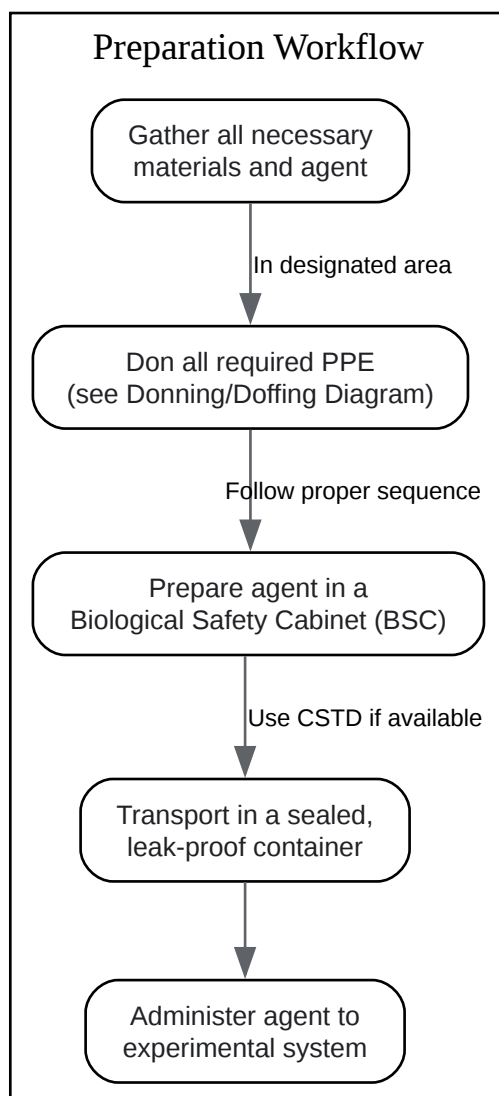 Preparation Workflow
Gather all necessary
materials and agent
In designated area
Don all required PPE
(see Donning/Doffing Diagram)
Follow proper sequence
Prepare agent in a
Biological Safety Cabinet (BSC)
Use CSTD if available
Transport in a sealed,
leak-proof container
Administer agent to
experimental system